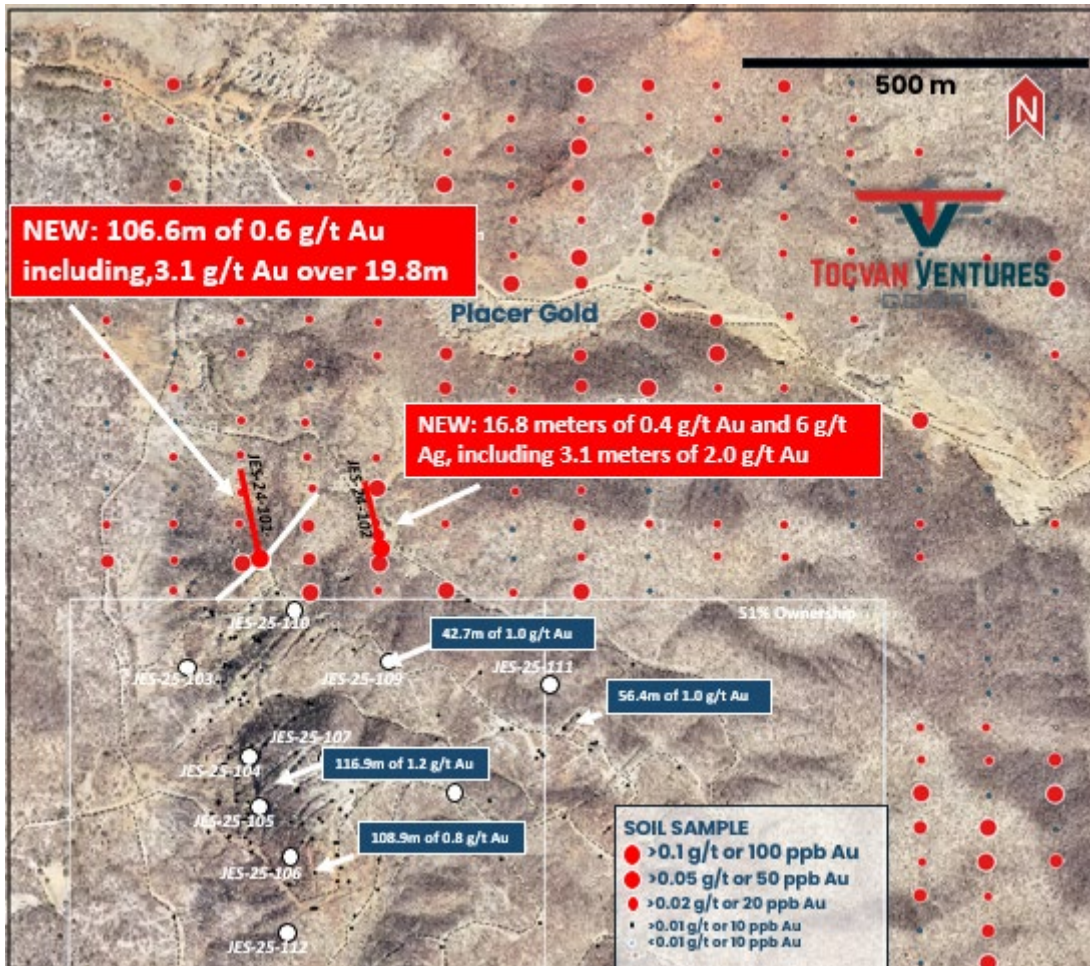 500 m
N
TOCVAN VENTURES
CORP
NEW: 106.6m of 0.6 g/t Au
including,3.1 g/t Au over 19.8m
Placer Gold
NEW: 16.8 meters of 0.4 g/t Au and 6 g/t
Ag, including 3.1 meters of 2.0 g/t Au
JES-24-101
JES-24-102
51% Ownership
JES-25-110
42.7m of 1.0 g/t Au
JES-25-103
JES-25-109
JES-25-111
56.4m of 1.0 g/t Au
JES-25-107
JES-25-104
116.9m of 1.2 g/t Au
JES-25-105
108.9m of 0.8 g/t Au
JES-25-106
JES-25-112
SOIL SAMPLE
>0.1 g/t or 100 ppb Au
>0.05 g/t or 50 ppb Au
>0.02 g/t or 20 ppb Au
>0.01 g/t or 10 ppb Au
<0.01 g/t or 10 ppb Au